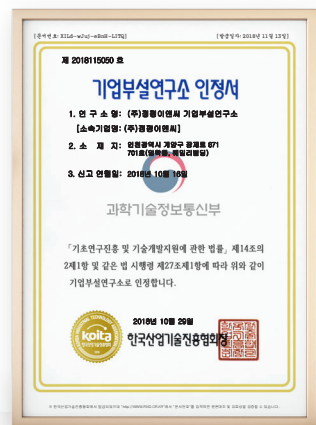 제 2018115050 호
기업부설연구소 인정서
1. 연 구 소 명: (주)정평이앤씨 기업부설연구소
[소속기업명: (주)정평이앤씨]
2. 소 재 지: 인천광역시 계양구 장제로 871
3. 신고 연월일: 2018년 10월 16일
과학기술정보통신부
「기초연구진흥 및 기술개발지원에 관한 법률」 제14조의
2제1항 및 같은 법 시행령 제27조제1항에 따라 위와 같이
기업부설연구소로 인정합니다.
2018년 10월 29일
koita
한국산업기술진흥협회장